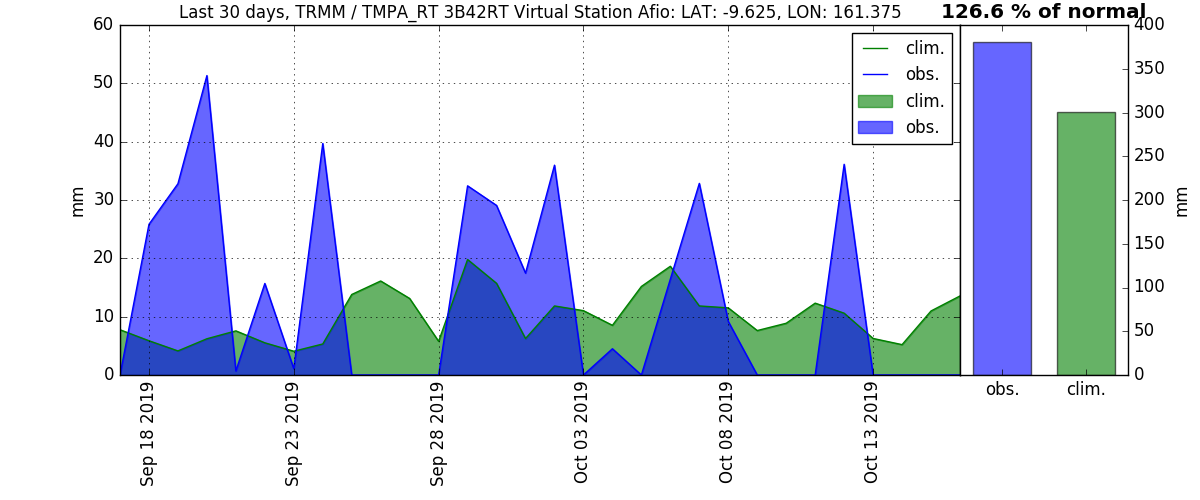 Last 30 days, TRMM / TMPA_RT 3B42RT Virtual Station Afio: LAT: -9.625, LON: 161.375
126.6 % of normal
60
50
40
30
20
10
0
mm
clim.
obs.
clim.
obs.
Sep 18 2019
Sep 23 2019
Sep 28 2019
Oct 03 2019
Oct 08 2019
Oct 13 2019
400
350
300
250
200
150
100
50
0
mm
obs.
clim.